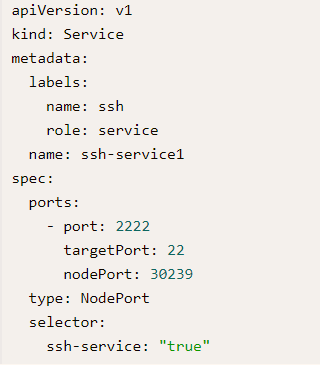 apiVersion: v1
kind: Service
metadata:
  labels:
    name: ssh
    role: service
  name: ssh-service1
spec:
  ports:
    - port: 2222
      targetPort: 22
      nodePort: 30239
  type: NodePort
  selector:
    ssh-service: "true"